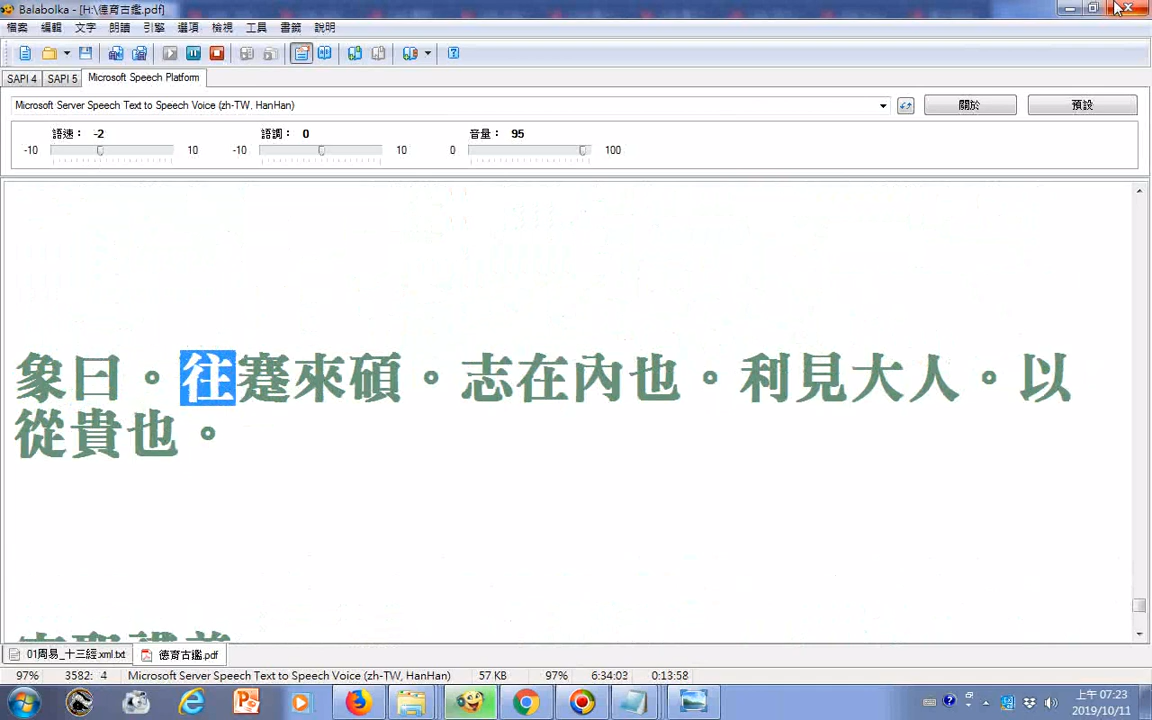 Balabolka - [H:\德育古鑑.pdf]
檔案 編輯 文字 朗讀 引擎 選項 檢視 工具 書籤 說明
SAPI 4 SAPI 5 Microsoft Speech Platform
Microsoft Server Speech Text to Speech Voice (zh-TW, HanHan) 關於 預設
語速： -2 語調： 0 音量： 95
-10 10 -10 10 0 100
象曰。往蹇來碩。志在內也。利見大人。以
從貴也。
01周易_十三經.xml.txt 德育古鑑.pdf
97% 3582: 4 Microsoft Server Speech Text to Speech Voice (zh-TW, HanHan) 57 KB 97% 6:34:03 0:13:58
上午 07:23
2019/10/11